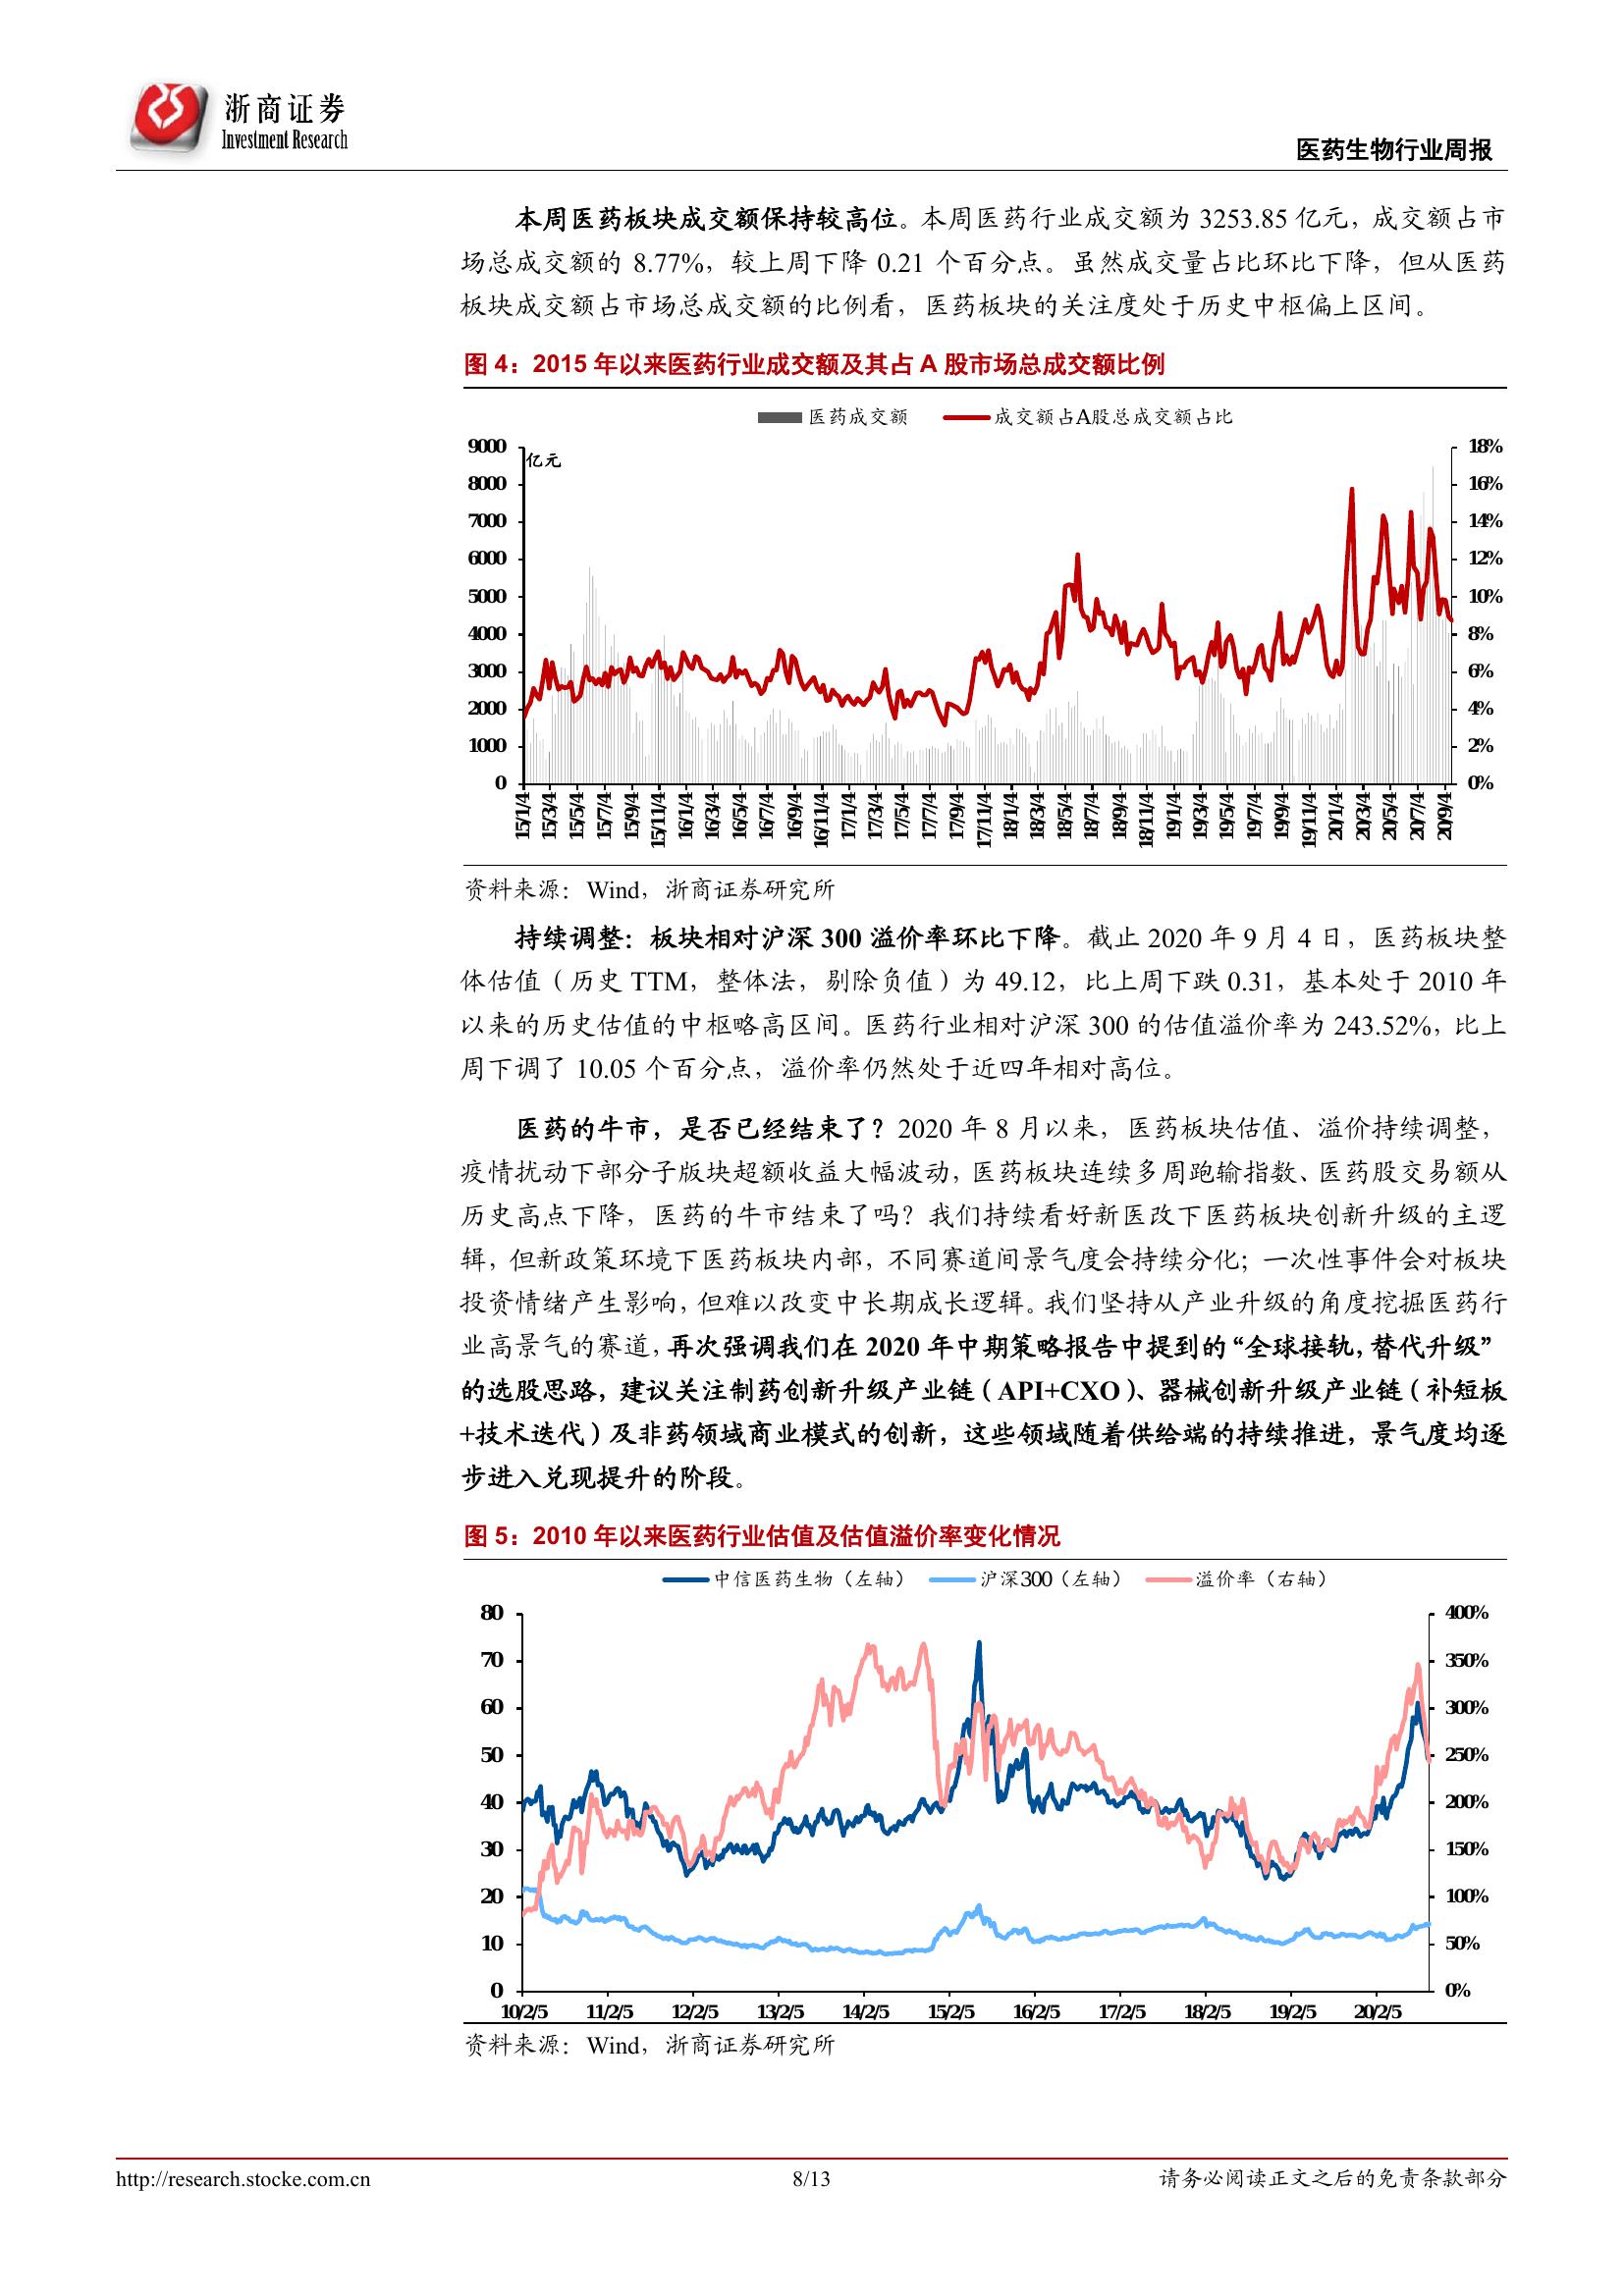 浙商证券
Investment Research
医药生物行业周报
本周医药板块成交额保持较高位。本周医药行业成交额为 3253.85 亿元，成交额占市
场总成交额的 8.77%，较上周下降 0.21 个百分点。虽然成交量占比环比下降，但从医药
板块成交额占市场总成交额的比例看，医药板块的关注度处于历史中枢偏上区间。
图 4：2015 年以来医药行业成交额及其占 A 股市场总成交额比例
医药成交额 成交额占A股总成交额占比
9000 亿元 18%
8000 16%
7000 14%
6000 12%
5000 10%
4000 8%
3000 6%
2000 4%
1000 2%
0 0%
15/1/4 15/3/4 15/5/4 15/7/4 15/9/4 15/11/4 16/1/4 16/3/4 16/5/4 16/7/4 16/9/4 16/11/4 17/1/4 17/3/4 17/5/4 17/7/4 17/9/4 17/11/4 18/1/4 18/3/4 18/5/4 18/7/4 18/9/4 18/11/4 19/1/4 19/3/4 19/5/4 19/7/4 19/9/4 19/11/4 20/1/4 20/3/4 20/5/4 20/7/4 20/9/4
资料来源：Wind，浙商证券研究所
持续调整：板块相对沪深 300 溢价率环比下降。截止 2020 年 9 月 4 日，医药板块整
体估值（历史 TTM，整体法，剔除负值）为 49.12，比上周下跌 0.31，基本处于 2010 年
以来的历史估值的中枢略高区间。医药行业相对沪深 300 的估值溢价率为 243.52%，比上
周下调了 10.05 个百分点，溢价率仍然处于近四年相对高位。
医药的牛市，是否已经结束了？2020 年 8 月以来，医药板块估值、溢价持续调整，
疫情扰动下部分子版块超额收益大幅波动，医药板块连续多周跑输指数、医药股交易额从
历史高点下降，医药的牛市结束了吗？我们持续看好新医改下医药板块创新升级的主逻
辑，但新政策环境下医药板块内部，不同赛道间景气度会持续分化；一次性事件会对板块
投资情绪产生影响，但难以改变中长期成长逻辑。我们坚持从产业升级的角度挖掘医药行
业高景气的赛道，再次强调我们在 2020 年中期策略报告中提到的“全球接轨，替代升级”
的选股思路，建议关注制药创新升级产业链（API+CXO）、器械创新升级产业链（补短板
+技术迭代）及非药领域商业模式的创新，这些领域随着供给端的持续推进，景气度均逐
步进入兑现提升的阶段。
图 5：2010 年以来医药行业估值及估值溢价率变化情况
中信医药生物（左轴） 沪深300（左轴） 溢价率（右轴）
80 400%
70 350%
60 300%
50 250%
40 200%
30 150%
20 100%
10 50%
0 0%
10/2/5 11/2/5 12/2/5 13/2/5 14/2/5 15/2/5 16/2/5 17/2/5 18/2/5 19/2/5 20/2/5
资料来源：Wind，浙商证券研究所
http://research.stocke.com.cn 8/13 请务必阅读正文之后的免责条款部分